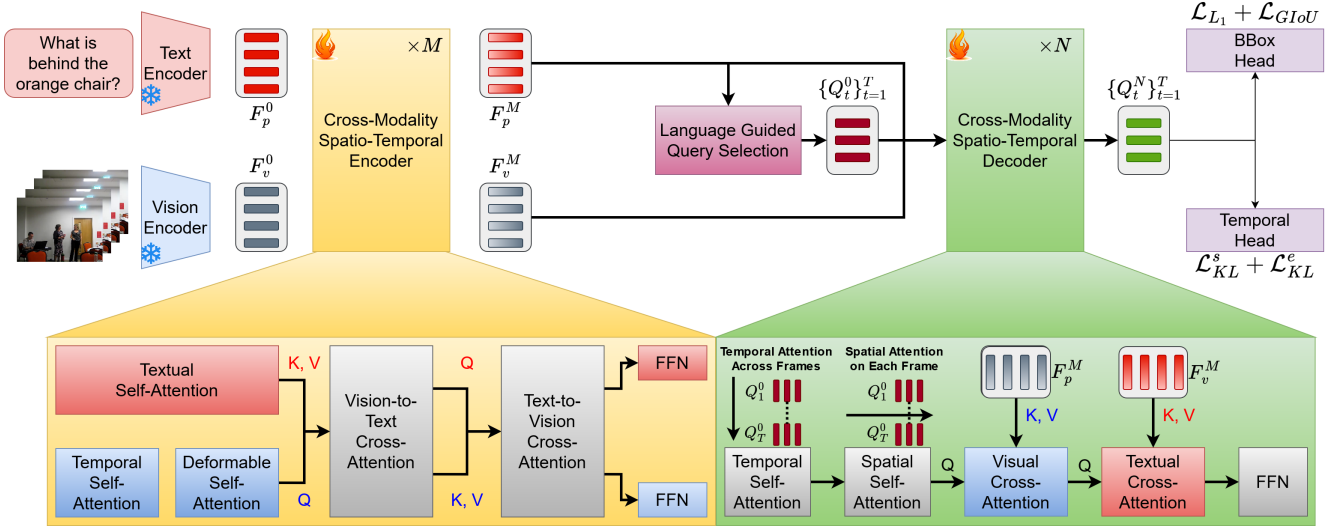 What is
behind the
orange chair?
Text
Encoder
F_p^0
×M
Cross-Modality
Spatio-Temporal
Encoder
F_p^M
Language Guided
Query Selection
{Q_t^0}_{t=1}^T
×N
Cross-Modality
Spatio-Temporal
Decoder
{Q_t^N}_{t=1}^T
𝓛_{L_1} + 𝓛_{GIoU}
BBox
Head
Vision
Encoder
F_v^0
F_v^M
Temporal
Head
𝓛_{KL}^s + 𝓛_{KL}^e
Textual
Self-Attention
K, V
Temporal
Self-
Attention
Deformable
Self-
Attention
Q
Vision-to-
Text
Cross-
Attention
Q
K, V
Text-to-
Vision
Cross-
Attention
FFN
FFN
Temporal Attention
Across Frames
Q_1^0
Q_T^0
Spatial Attention
on Each Frame
Q_1^0
Q_T^0
F_p^M
K, V
F_v^M
K, V
Temporal
Self-
Attention
Spatial
Self-
Attention
Q
Visual
Cross-
Attention
Q
Textual
Cross-
Attention
FFN